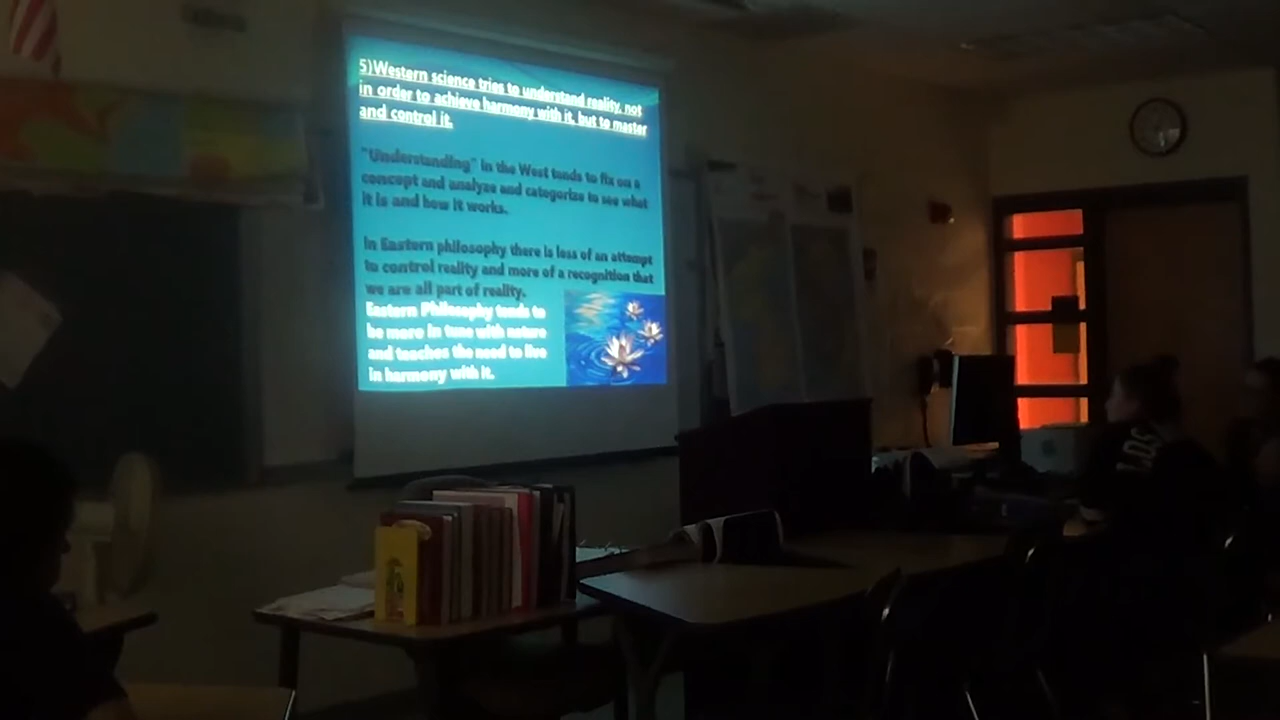 5)Western science tries to understand reality, not
in order to achieve harmony with it, but to master
and control it.
"Understanding" in the West tends to fix on a
concept and analyze and categorize to see what
it is and how it works.
In Eastern philosophy there is less of an attempt
to control reality and more of a recognition that
we are all part of reality.
Eastern Philosophy tends to
be more in tune with nature
and teaches the need to live
in harmony with it.